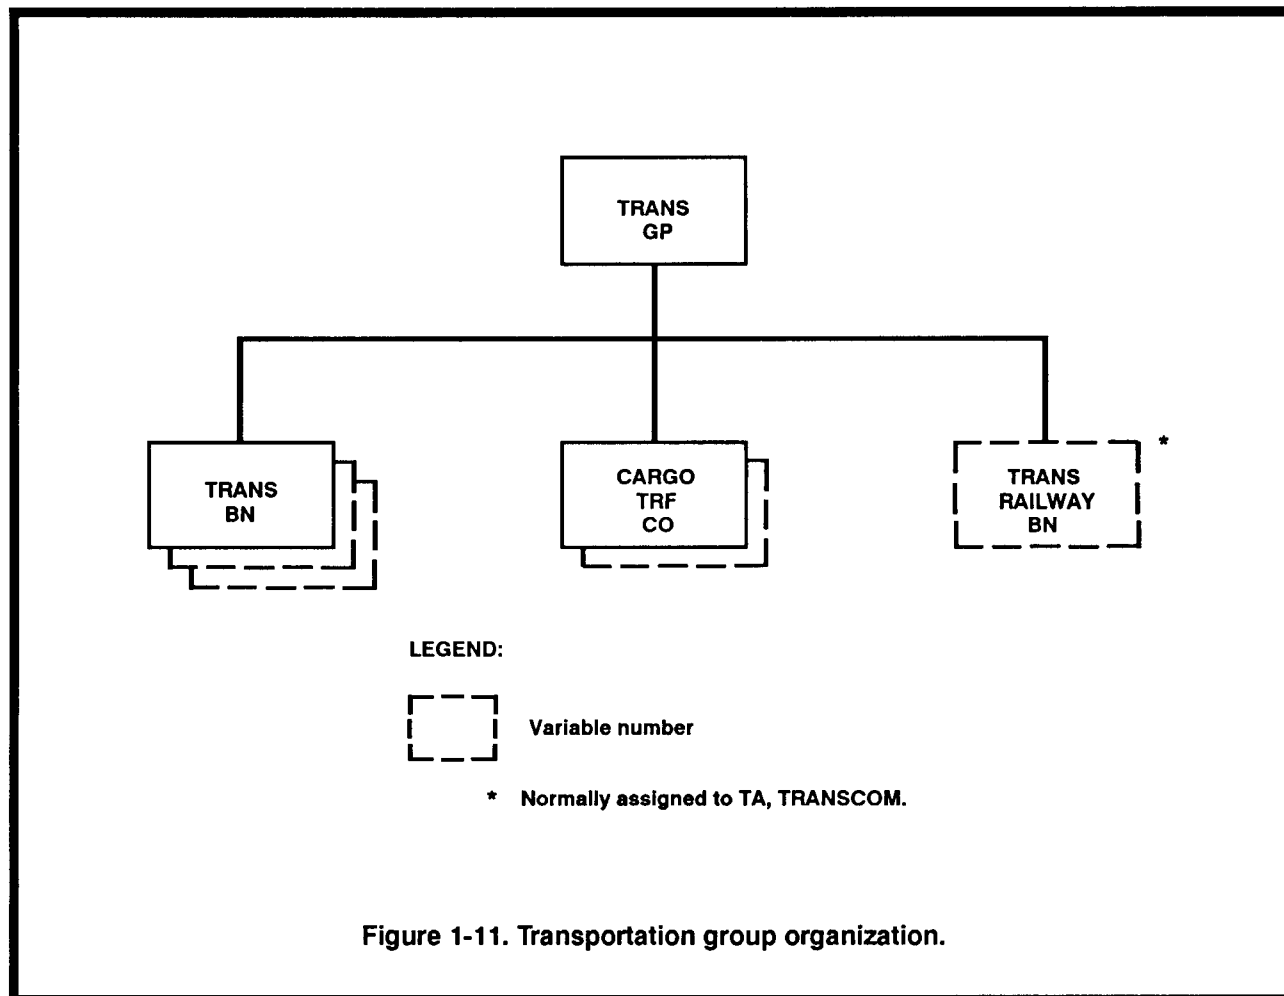 TRANS
GP
TRANS
BN
CARGO
TRF
CO
TRANS
RAILWAY
BN
*
LEGEND:
Variable number
* Normally assigned to TA, TRANSCOM.
Figure 1-11. Transportation group organization.